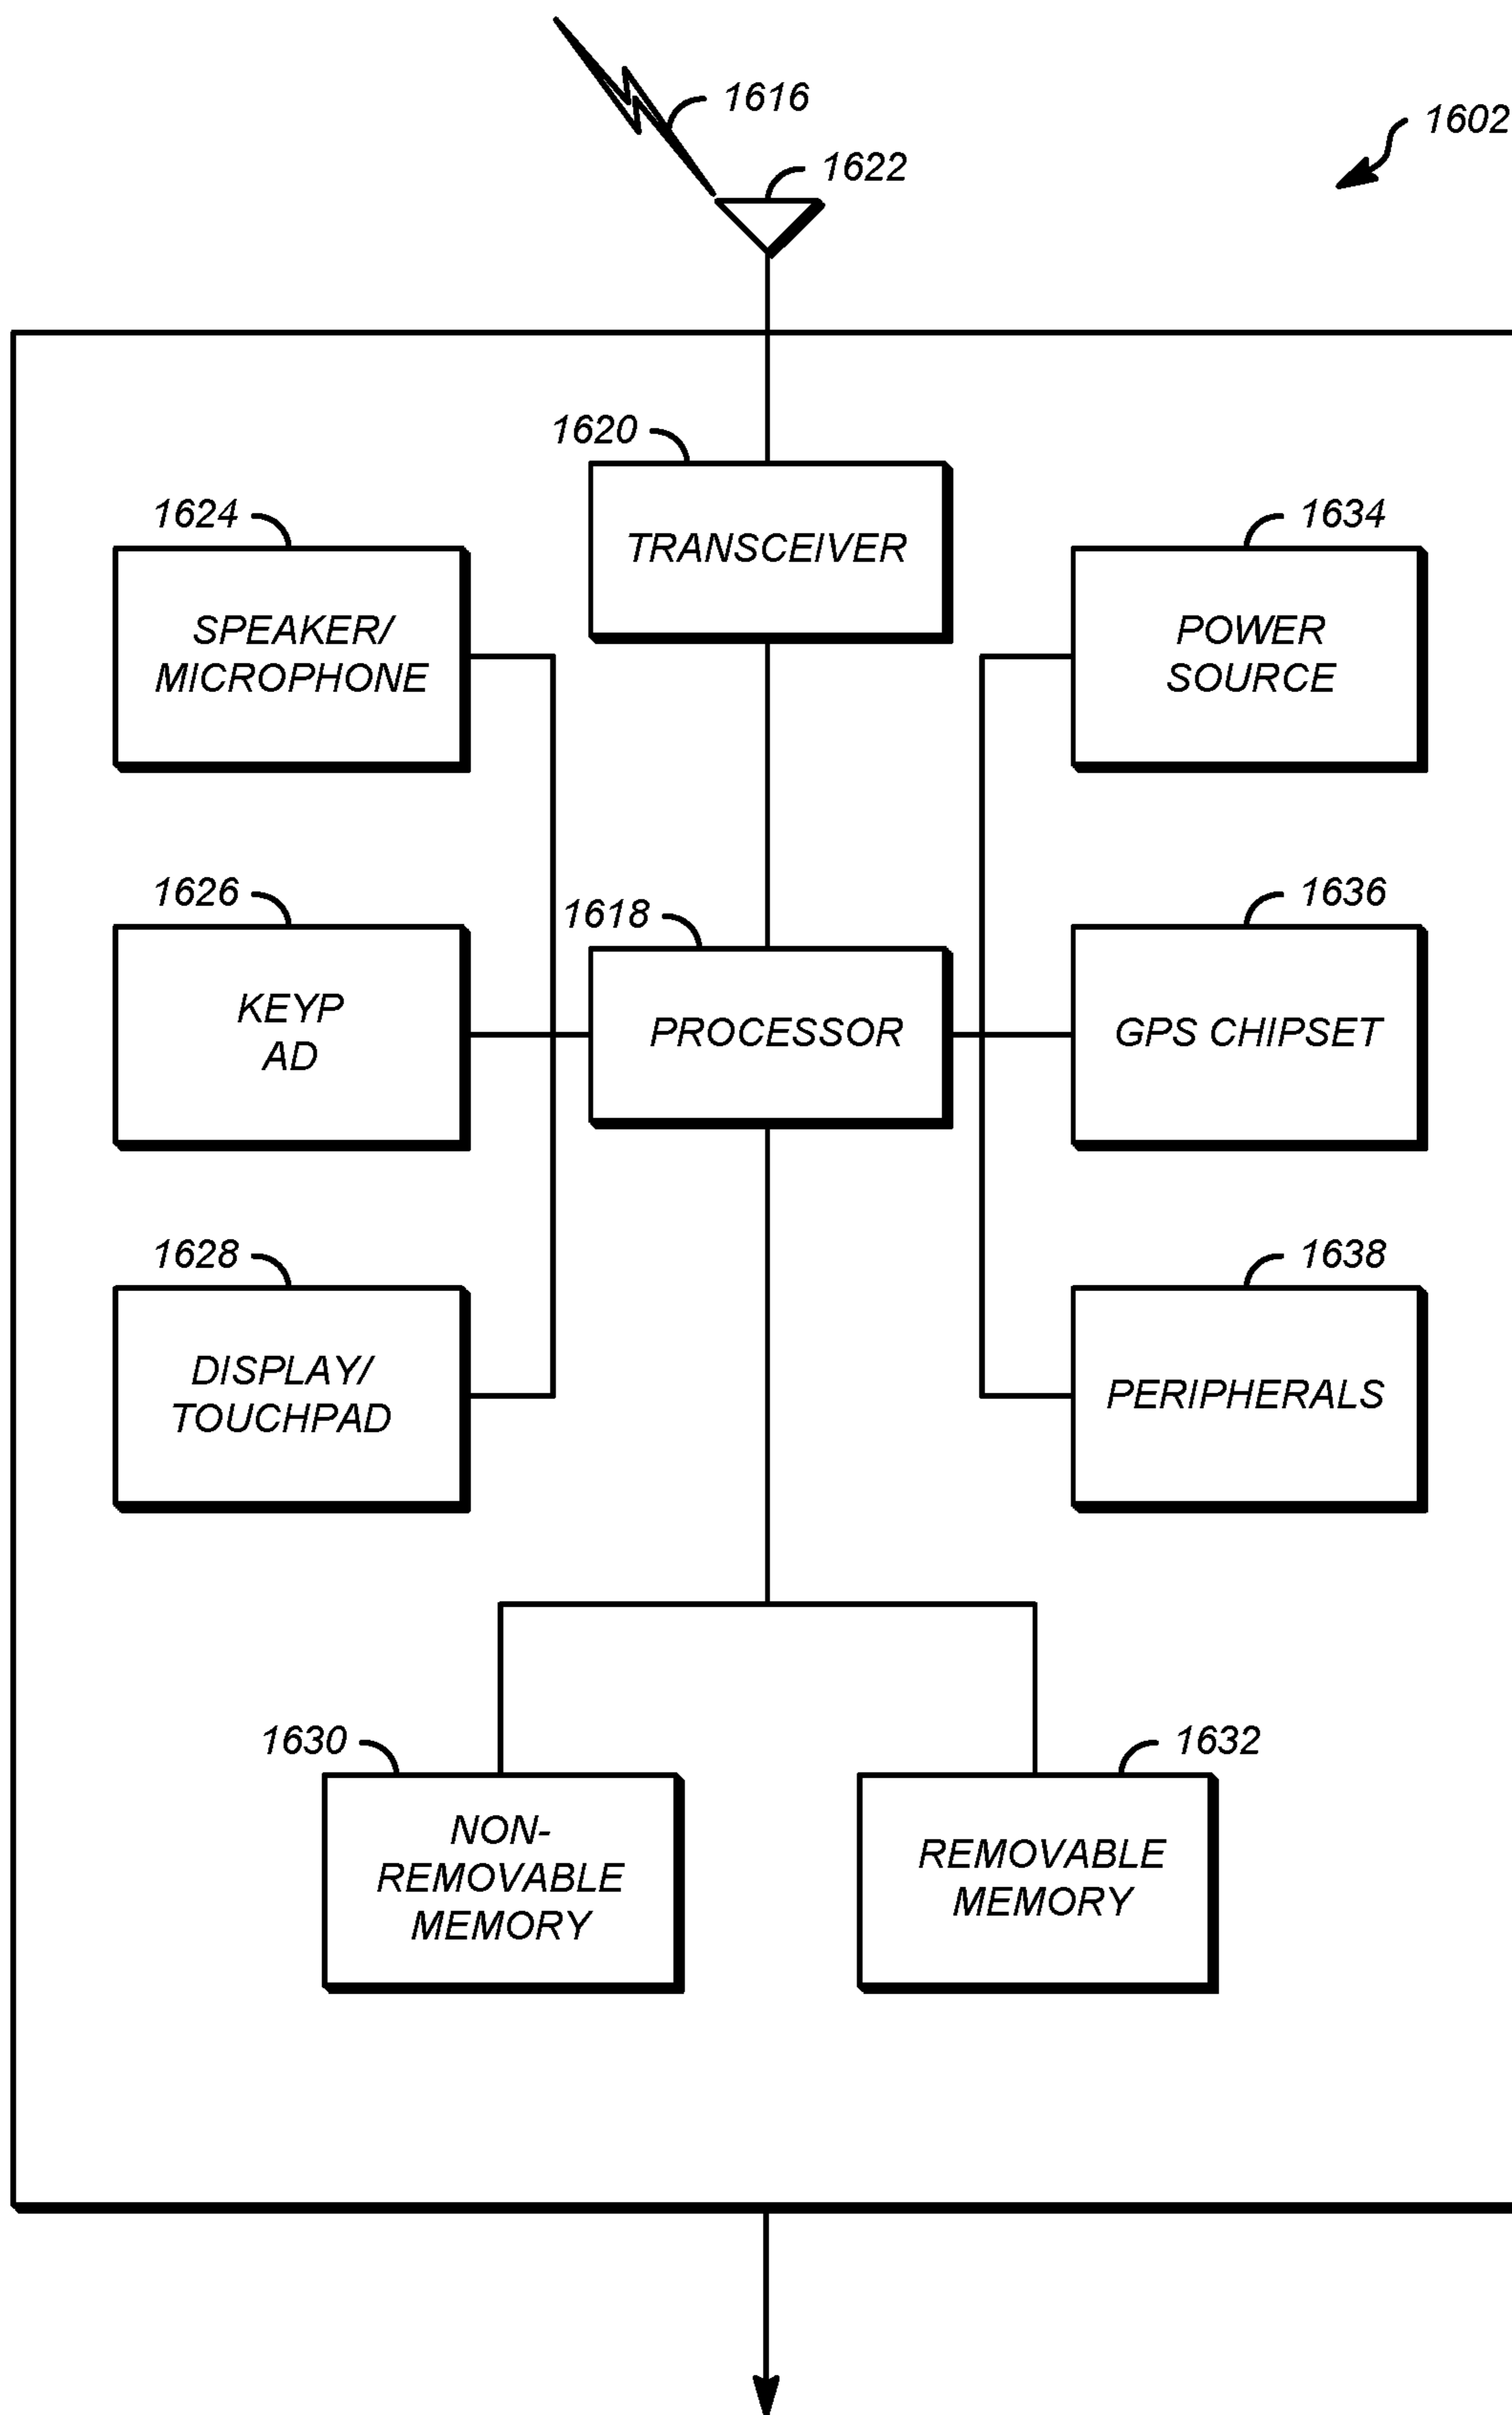 1616
1602
1622
1620
TRANSCEIVER
1624
SPEAKER/
MICROPHONE
1634
POWER
SOURCE
1626
KEYP
AD
1618
PROCESSOR
1636
GPS CHIPSET
1628
DISPLAY/
TOUCHPAD
1638
PERIPHERALS
1630
NON-
REMOVABLE
MEMORY
1632
REMOVABLE
MEMORY